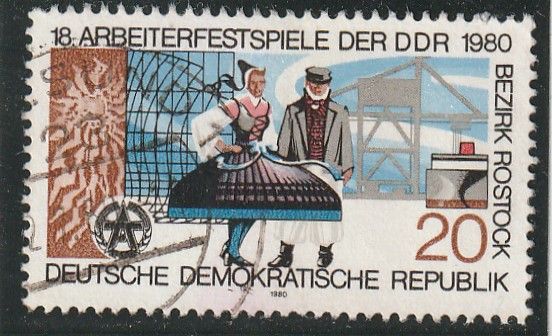 18. ARBEITERFESTSPIELE DER DDR 1980
BEZIRK ROSTOCK
20
DEUTSCHE DEMOKRATISCHE REPUBLIK
1980